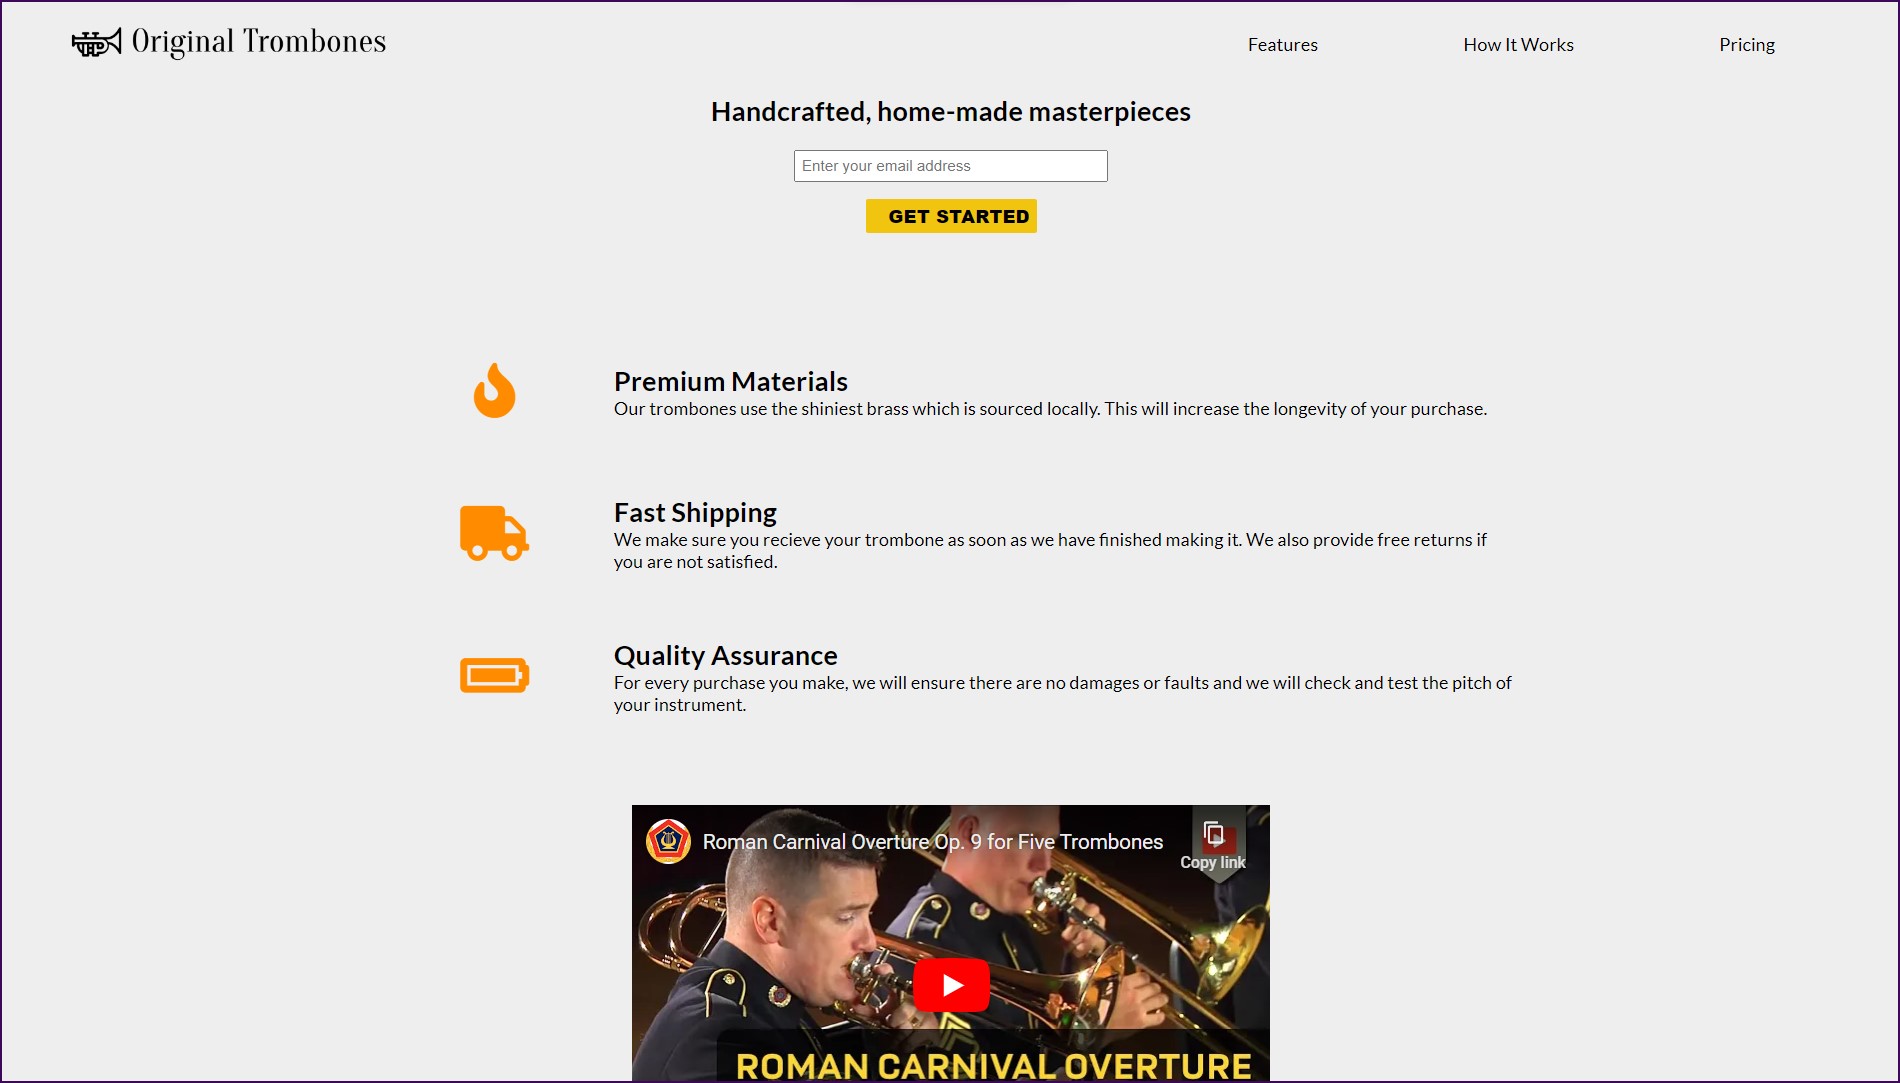 Original Trombones
Features
How It Works
Pricing
Handcrafted, home-made masterpieces
Enter your email address
GET STARTED
Premium Materials
Our trombones use the shiniest brass which is sourced locally. This will increase the longevity of your purchase.
Fast Shipping
We make sure you recieve your trombone as soon as we have finished making it. We also provide free returns if
you are not satisfied.
Quality Assurance
For every purchase you make, we will ensure there are no damages or faults and we will check and test the pitch of
your instrument.
Roman Carnival Overture Op. 9 for Five Trombones
Copy link
ROMAN CARNIVAL OVERTURE